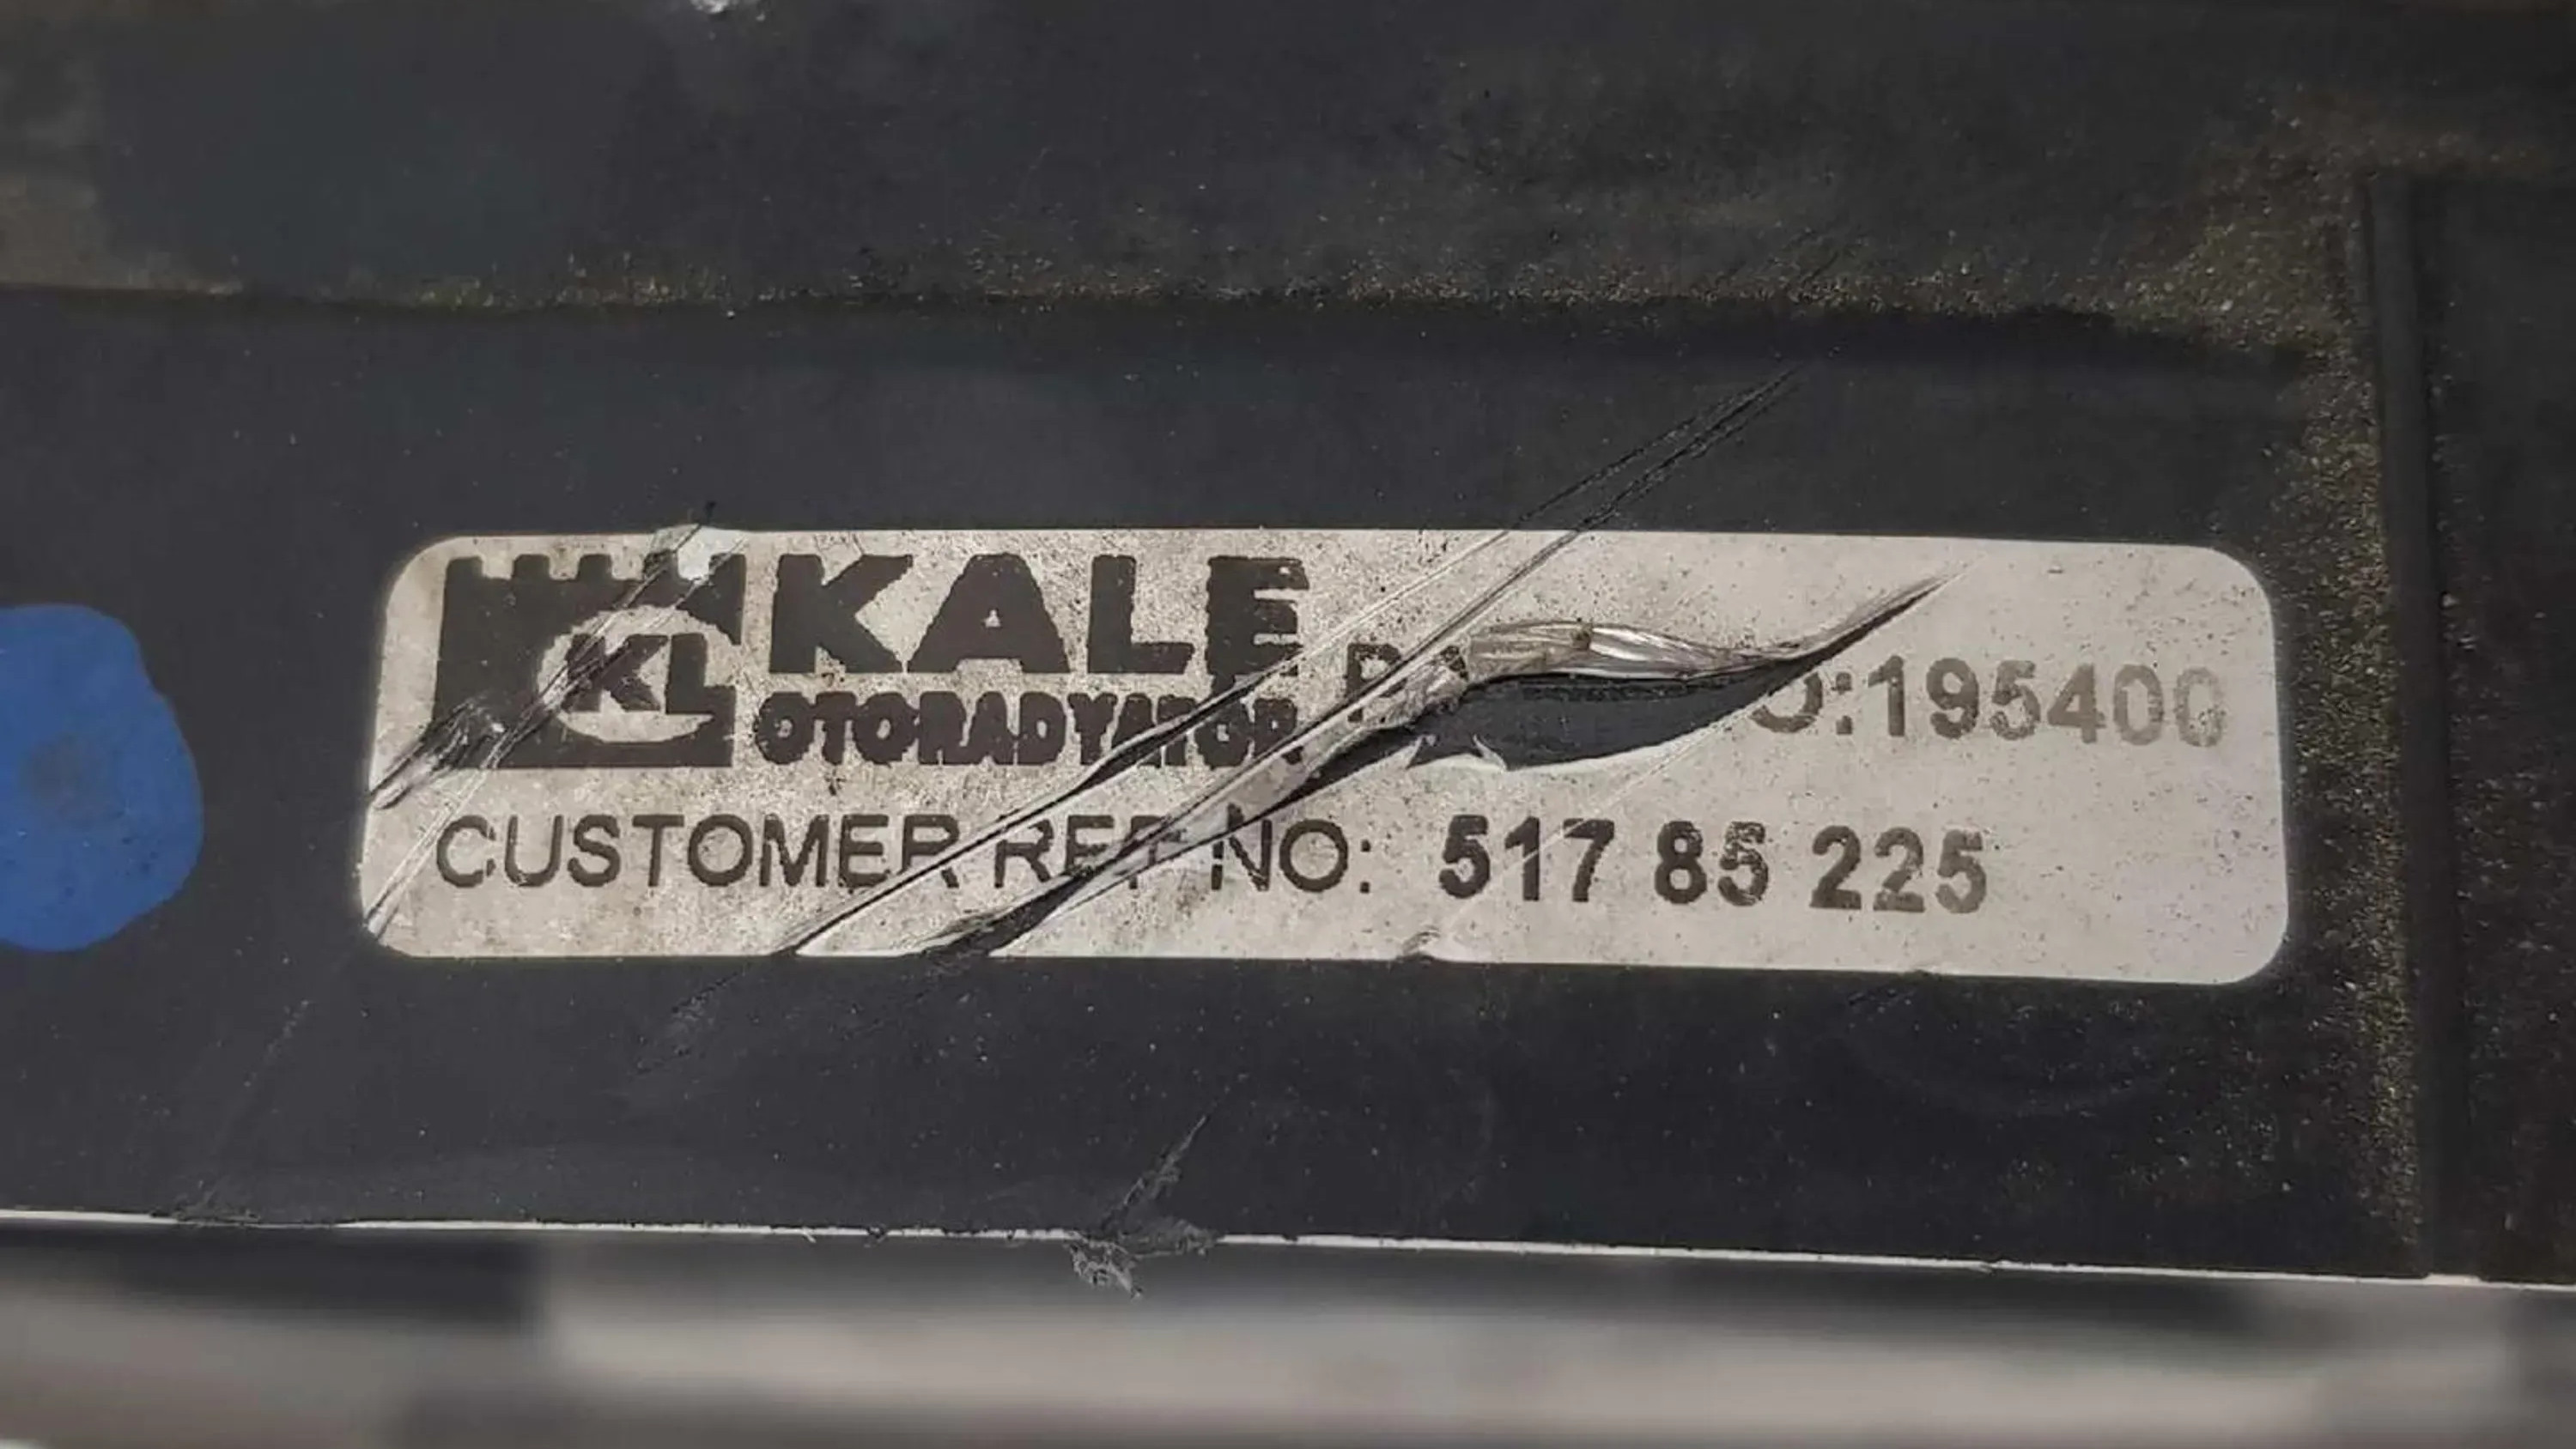 KL KALE
OTORADYATOR
O:195400
CUSTOMER REF NO: 517 85 225